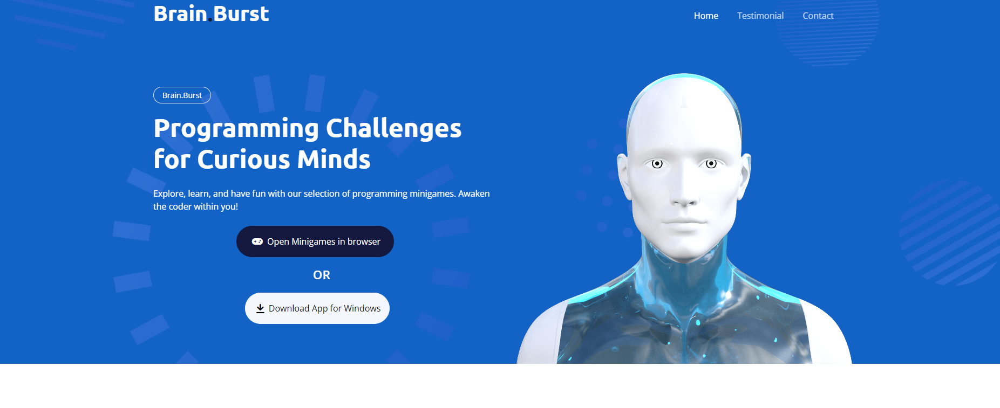 Brain.Burst
Home Testimonial Contact
Brain.Burst
Programming Challenges
for Curious Minds
Explore, learn, and have fun with our selection of programming minigames. Awaken
the coder within you!
Open Minigames in browser
OR
Download App for Windows